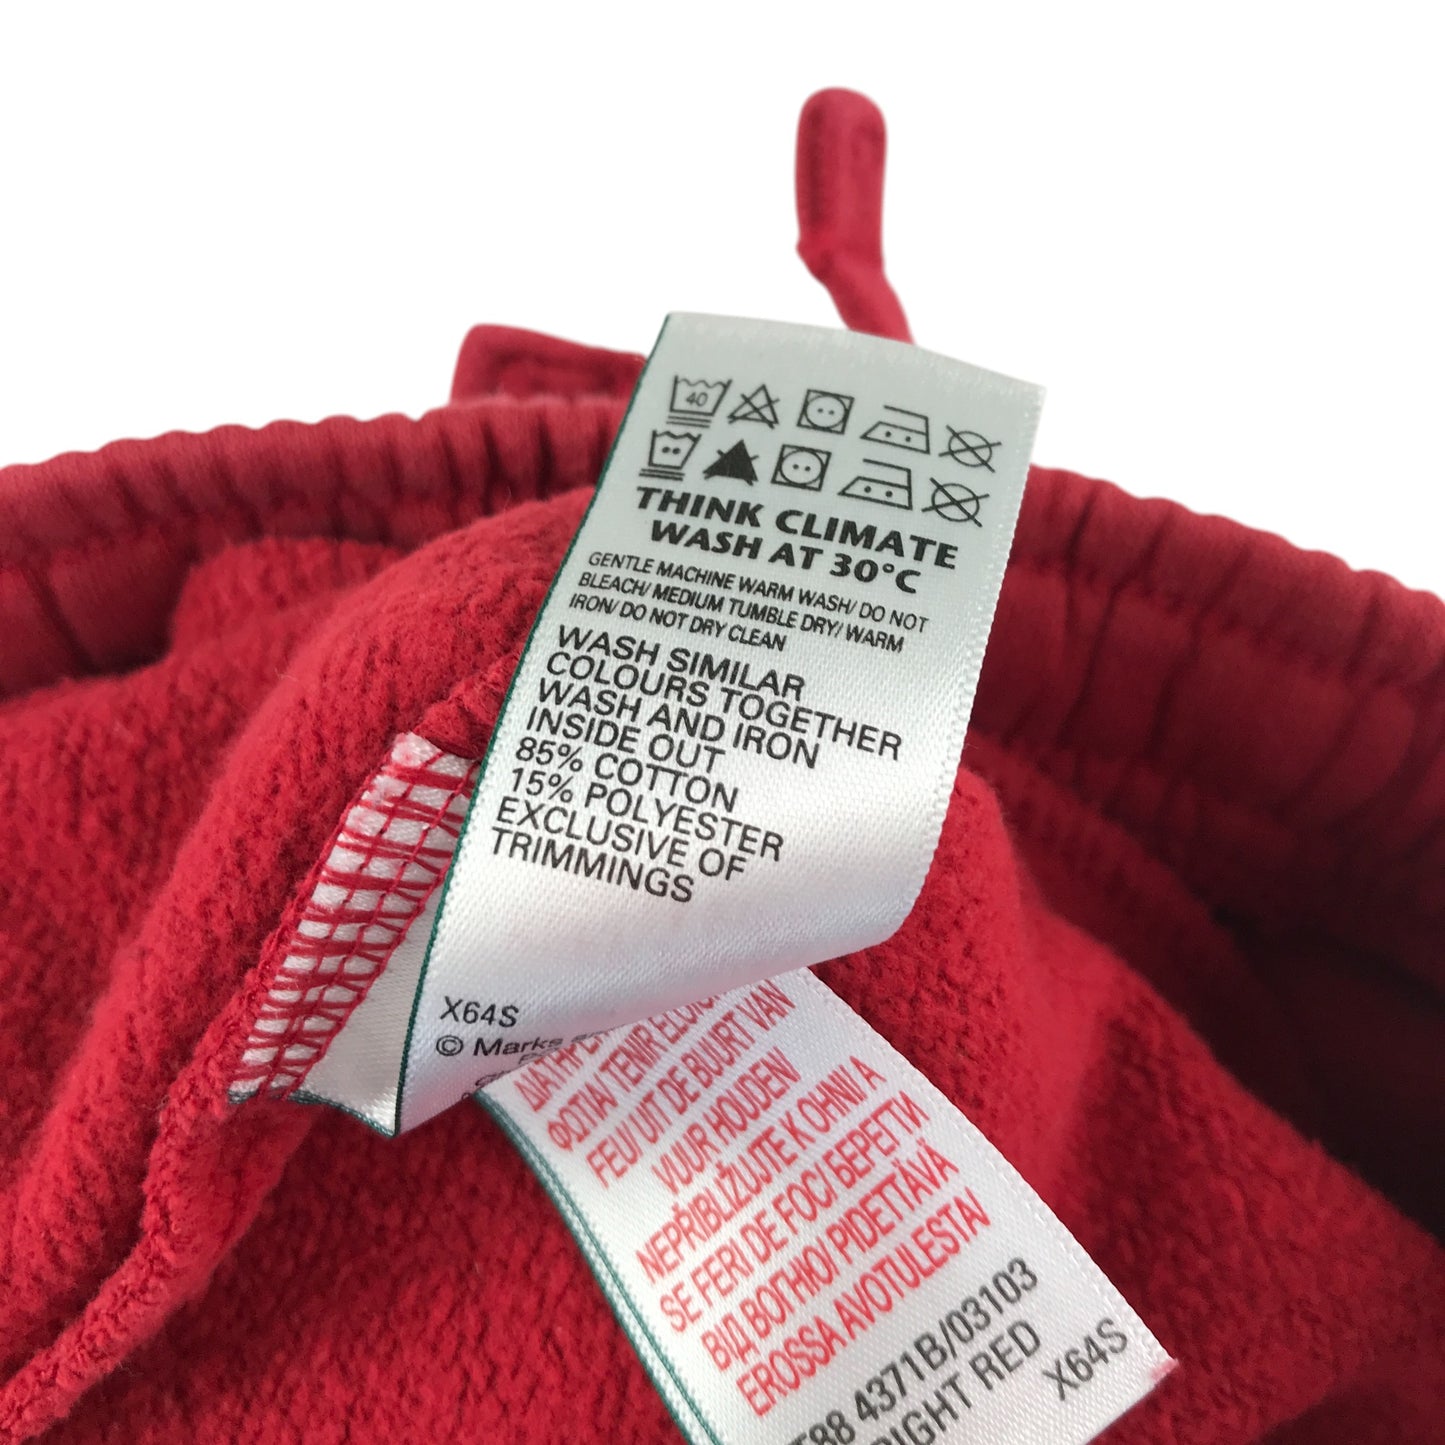 40
THINK CLIMATE
WASH AT 30°C
GENTLE MACHINE WARM WASH/ DO NOT
BLEACH/ MEDIUM TUMBLE DRY/ WARM
IRON/ DO NOT DRY CLEAN
WASH SIMILAR
COLOURS TOGETHER
WASH AND IRON
INSIDE OUT
85% COTTON
15% POLYESTER
EXCLUSIVE OF
TRIMMINGS
X64S
© Marks
ΦΩΤΙΑ/ TENIR ÉLOIGNÉ
FEU/ UIT DE BUURT VAN
VUUR HOUDEN/
NEPŘIBLIŽUJTE K OHNI/ A
SE FERI DE FOC/ БЕРЕГТИ
ВІД ВОГНЮ/ PIDETTÄVÄ
EROSSA AVOTULESTA/
4371B/03103
RIGHT RED
X64S